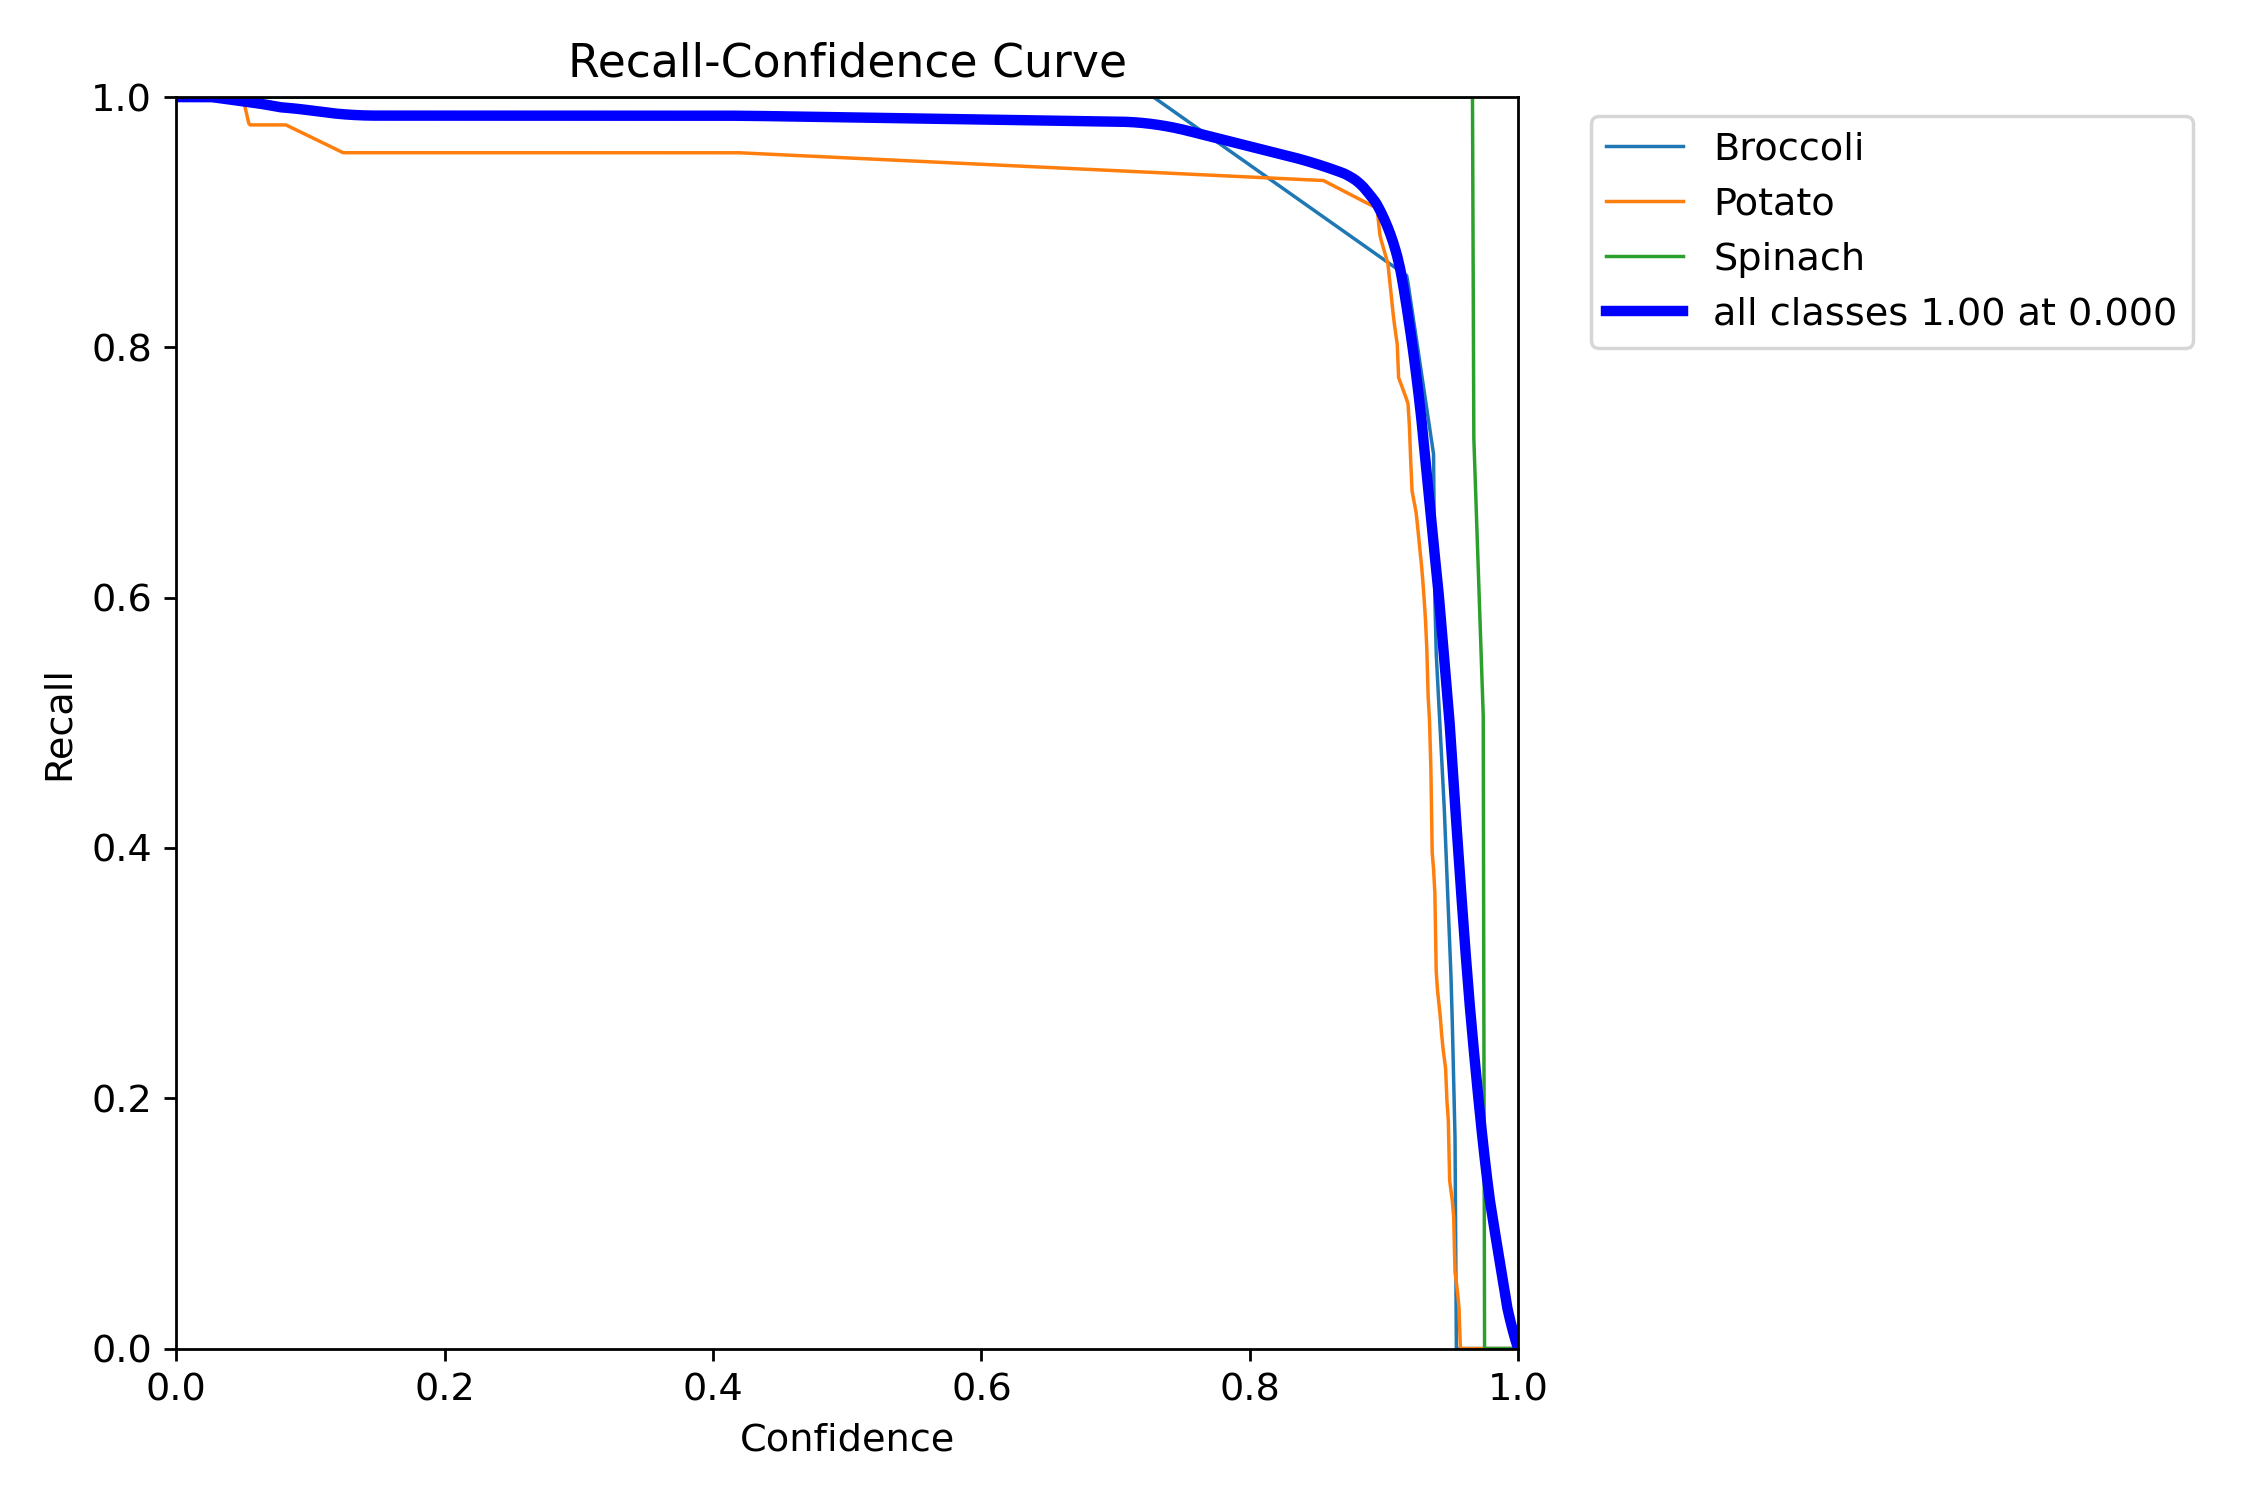 Recall-Confidence Curve
1.0
0.8
0.6
0.4
0.2
0.0
Recall
0.0 0.2 0.4 0.6 0.8 1.0
Confidence
Broccoli
Potato
Spinach
all classes 1.00 at 0.000